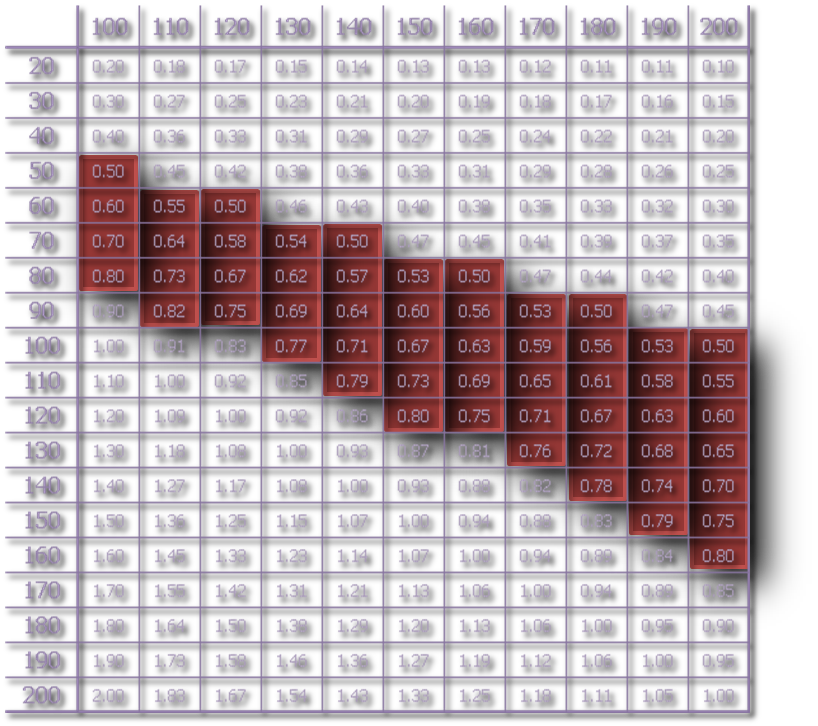 100 110 120 130 140 150 160 170 180 190 200
20 0.20 0.18 0.17 0.15 0.14 0.13 0.13 0.12 0.11 0.11 0.10
30 0.30 0.27 0.25 0.23 0.21 0.20 0.19 0.18 0.17 0.16 0.15
40 0.40 0.36 0.33 0.31 0.29 0.27 0.25 0.24 0.22 0.21 0.20
50 0.50 0.45 0.42 0.38 0.36 0.33 0.31 0.29 0.28 0.26 0.25
60 0.60 0.55 0.50 0.46 0.43 0.40 0.38 0.35 0.33 0.32 0.30
70 0.70 0.64 0.58 0.54 0.50 0.47 0.45 0.41 0.39 0.37 0.35
80 0.80 0.73 0.67 0.62 0.57 0.53 0.50 0.47 0.44 0.42 0.40
90 0.90 0.82 0.75 0.69 0.64 0.60 0.56 0.53 0.50 0.47 0.45
100 1.00 0.91 0.83 0.77 0.71 0.67 0.63 0.59 0.56 0.53 0.50
110 1.10 1.00 0.92 0.85 0.79 0.73 0.69 0.65 0.61 0.58 0.55
120 1.20 1.09 1.00 0.92 0.86 0.80 0.75 0.71 0.67 0.63 0.60
130 1.30 1.18 1.08 1.00 0.93 0.87 0.81 0.76 0.72 0.68 0.65
140 1.40 1.27 1.17 1.08 1.00 0.93 0.88 0.82 0.78 0.74 0.70
150 1.50 1.36 1.25 1.15 1.07 1.00 0.94 0.88 0.83 0.79 0.75
160 1.60 1.45 1.33 1.23 1.14 1.07 1.00 0.94 0.89 0.84 0.80
170 1.70 1.55 1.42 1.31 1.21 1.13 1.06 1.00 0.94 0.89 0.85
180 1.80 1.64 1.50 1.38 1.29 1.20 1.13 1.06 1.00 0.95 0.90
190 1.90 1.73 1.58 1.46 1.36 1.27 1.19 1.12 1.06 1.00 0.95
200 2.00 1.67 1.54 1.43 1.33 1.25 1.18 1.11 1.05 1.00